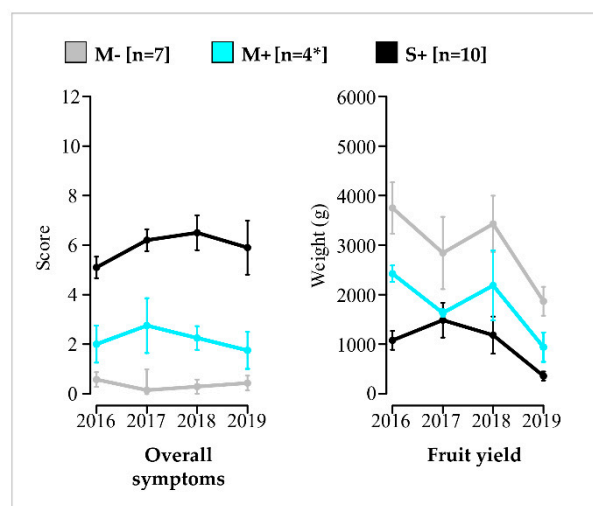 M- [n=7] M+ [n=4*] S+ [n=10]
Score
12
10
8
6
4
2
0
2016 2017 2018 2019
Overall
symptoms
Weight (g)
6000
5000
4000
3000
2000
1000
0
2016 2017 2018 2019
Fruit yield